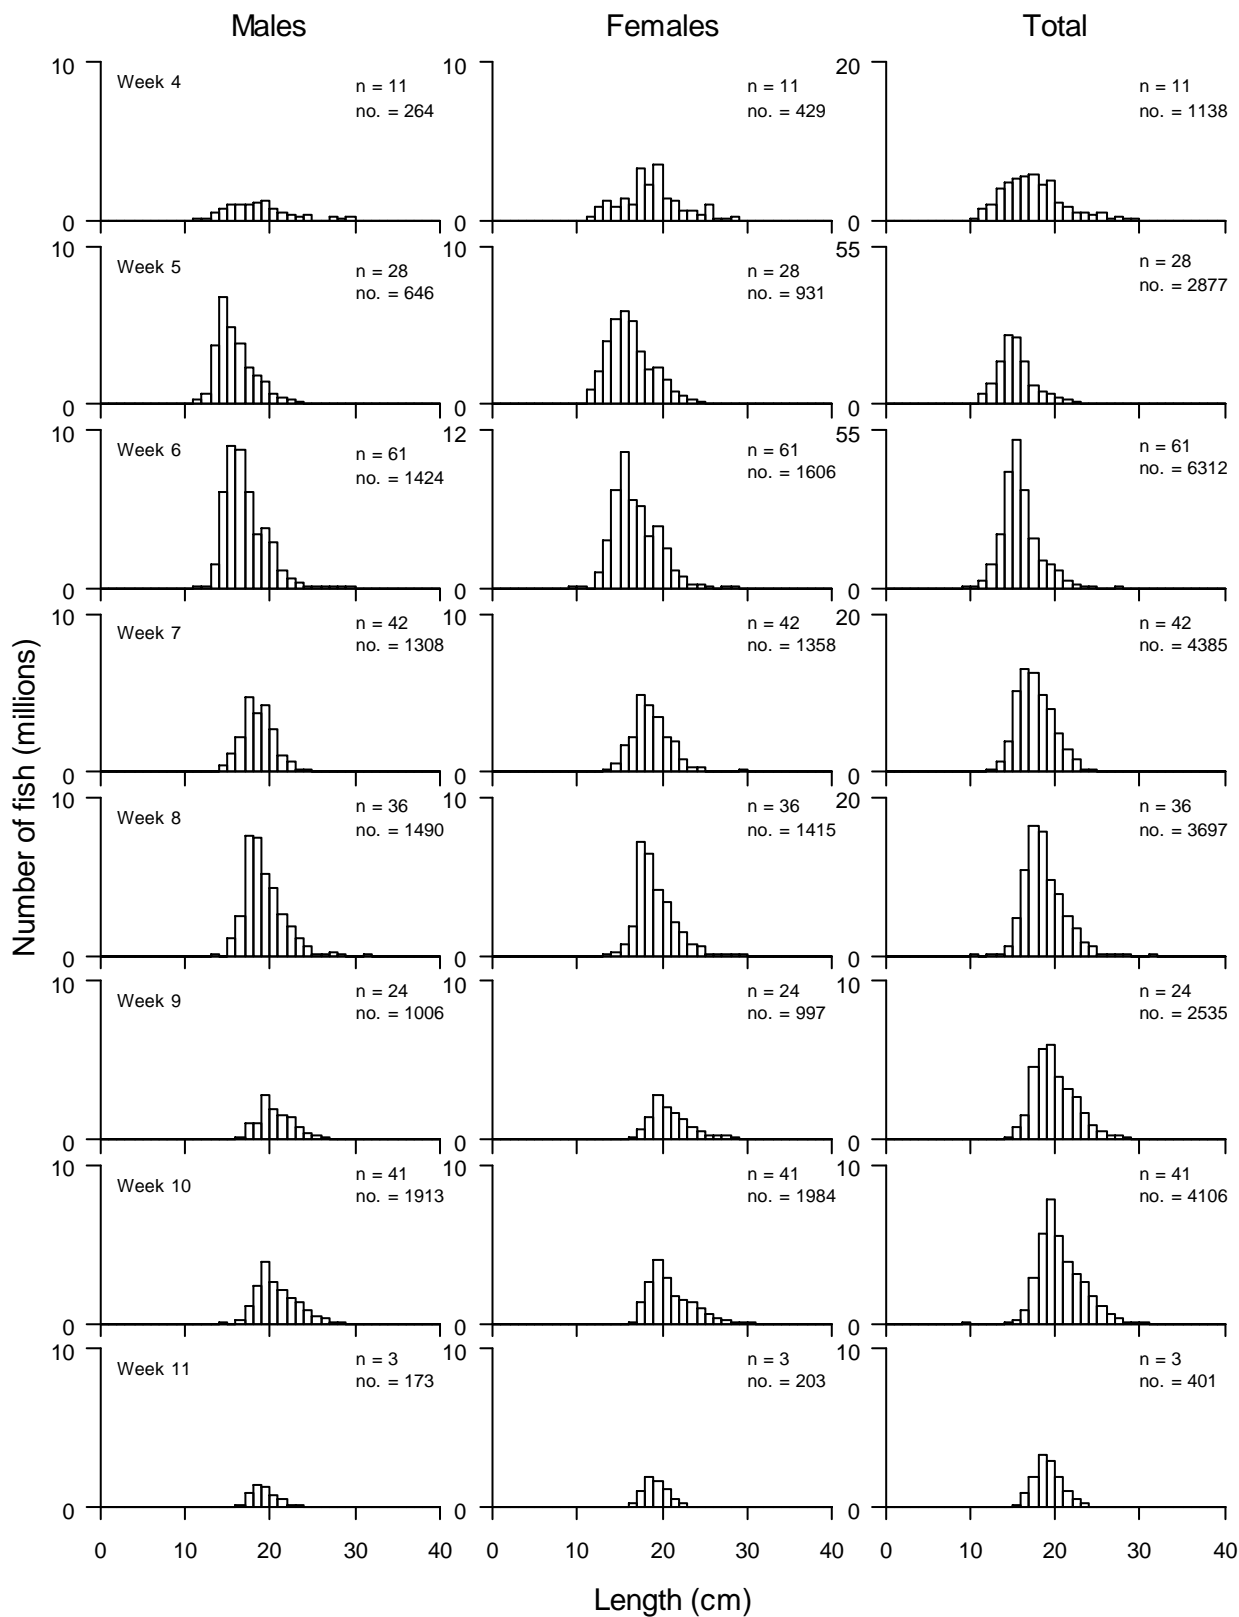 Males Females Total
10 10 20
Week 4 n = 11 n = 11 n = 11
no. = 264 no. = 429 no. = 1138
0 0 0
10 10 55
Week 5 n = 28 n = 28 n = 28
no. = 646 no. = 931 no. = 2877
0 0 0
10 12 55
Week 6 n = 61 n = 61 n = 61
no. = 1424 no. = 1606 no. = 6312
0 0 0
10 10 20
Week 7 n = 42 n = 42 n = 42
no. = 1308 no. = 1358 no. = 4385
0 0 0
10 10 20
Week 8 n = 36 n = 36 n = 36
no. = 1490 no. = 1415 no. = 3697
0 0 0
10 10 10
Week 9 n = 24 n = 24 n = 24
no. = 1006 no. = 997 no. = 2535
0 0 0
10 10 10
Week 10 n = 41 n = 41 n = 41
no. = 1913 no. = 1984 no. = 4106
0 0 0
10 10 10
Week 11 n = 3 n = 3 n = 3
no. = 173 no. = 203 no. = 401
0 0 0
0 10 20 30 40 0 10 20 30 40 0 10 20 30 40
Length (cm)
Number of fish (millions)